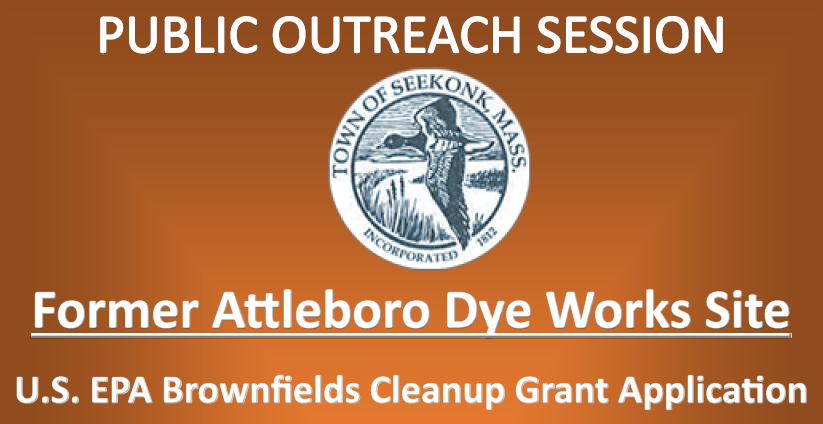 PUBLIC OUTREACH SESSION
TOWN OF SEEKONK, MASS.
INCORPORATED 1812
Former Attleboro Dye Works Site
U.S. EPA Brownfields Cleanup Grant Application